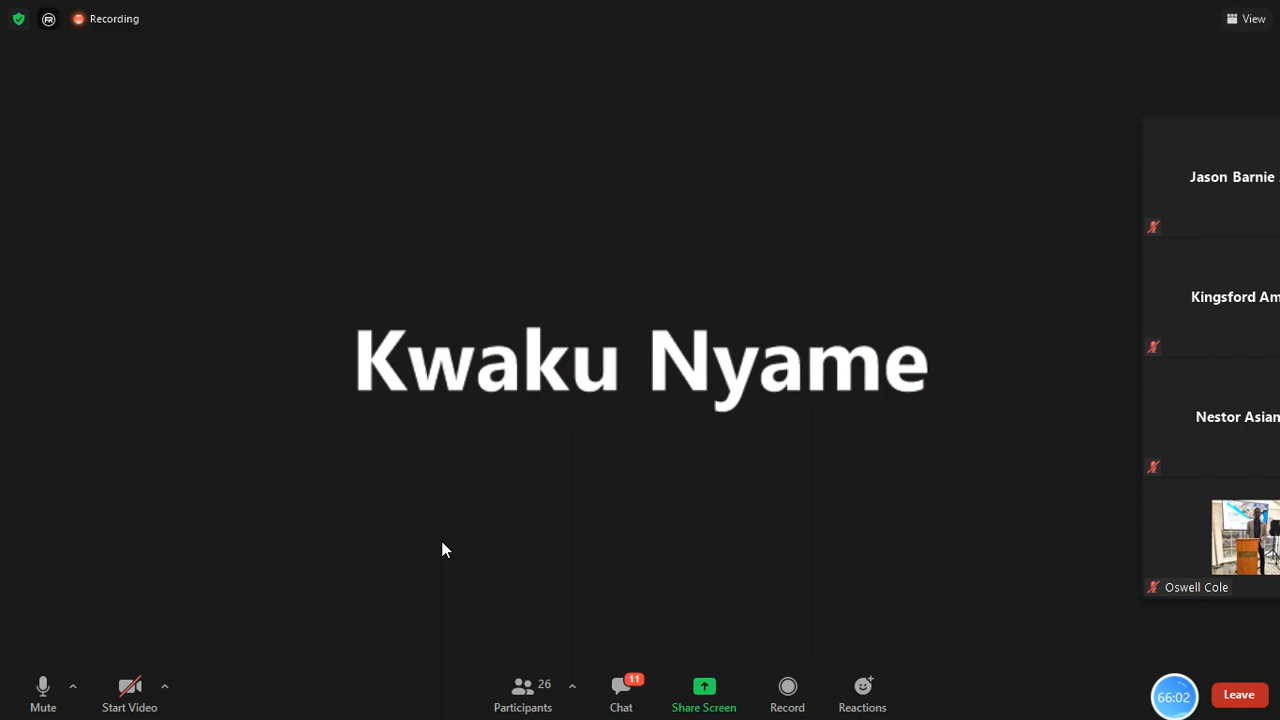 Recording
View
Jason Barnie
Kwaku Nyame
Kingsford Am
Nestor Asian
Oswell Cole
Mute
Start Video
26
Participants
11
Chat
Share Screen
Record
Reactions
66:02
Leave